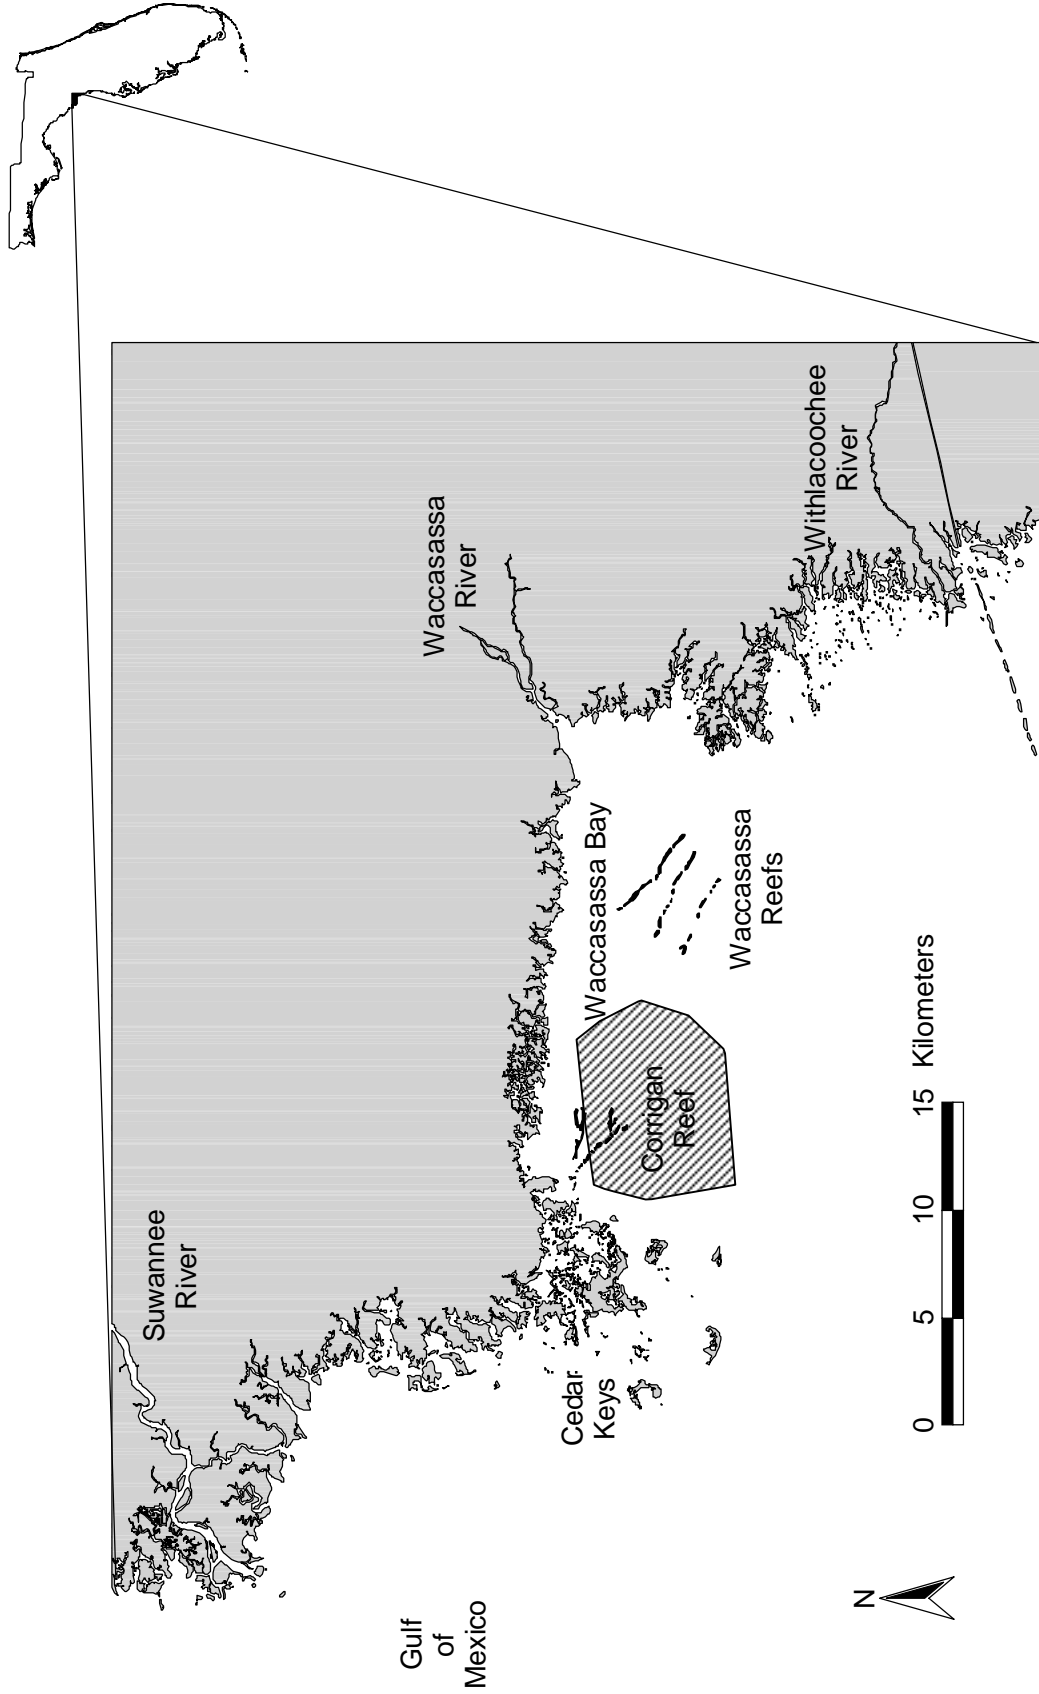 Suwannee
River
Waccasassa
River
Withlacoochee
River
Waccasassa Bay
Waccasassa
Reefs
Corrigan
Reef
Cedar
Keys
Gulf
of
Mexico
N
0 5 10 15 Kilometers